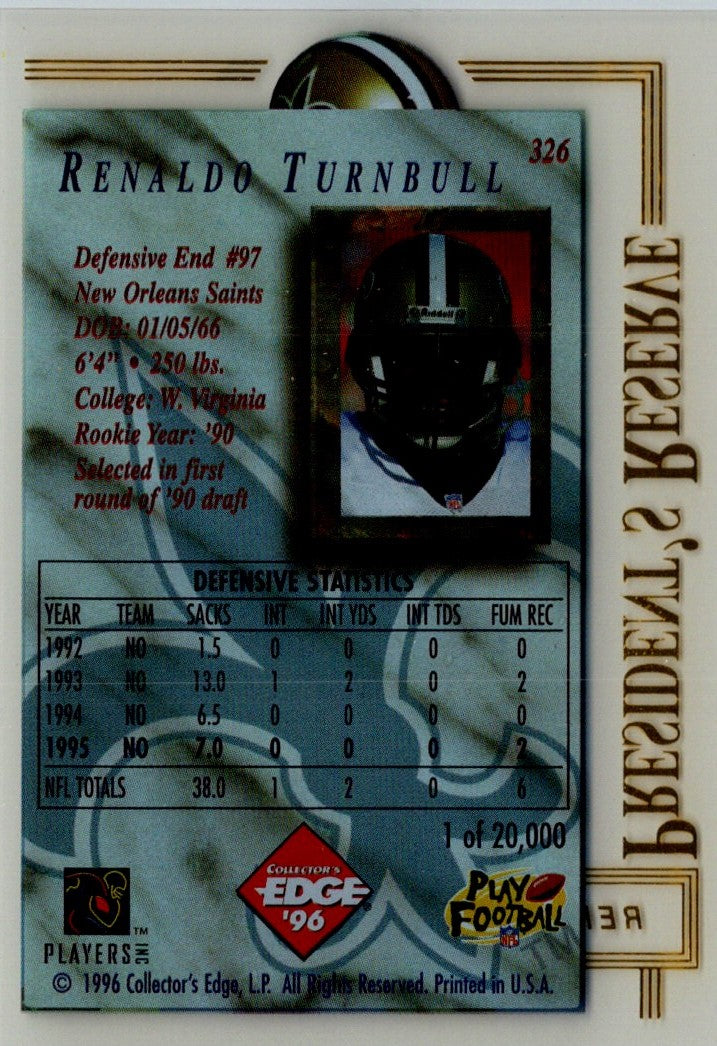 326
RENALDO TURNBULL
Defensive End #97
New Orleans Saints
DOB: 01/05/66
6'4" • 250 lbs.
College: W. Virginia
Rookie Year: '90
Selected in first
round of '90 draft
Riddell
NFL
DEFENSIVE STATISTICS
YEAR TEAM SACKS INT INT YDS INT TDS FUM REC
1992 NO 1.5 0 0 0 0
1993 NO 13.0 1 2 0 2
1994 NO 6.5 0 0 0 0
1995 NO 7.0 0 0 0 2
NFL TOTALS 38.0 1 2 0 6
1 of 20,000
COLLECTOR'S
EDGE®
'96
PLAY
FOOTBALL
NFL
PLAYERS INC ™
© 1996 Collector's Edge, L.P. All Rights Reserved. Printed in U.S.A.
PRESIDENT'S RESERVE
TM